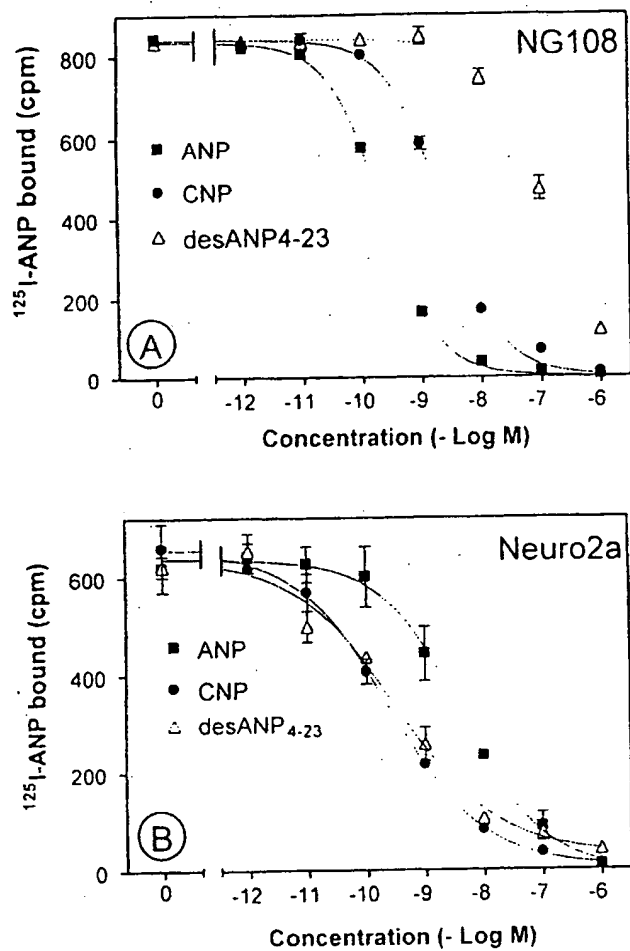 NG108
800
600
400
200
0
¹²⁵I-ANP bound (cpm)
ANP
CNP
desANP4-23
A
0 -12 -11 -10 -9 -8 -7 -6
Concentration (- Log M)
Neuro2a
600
400
600
200
0
¹²⁵I-ANP bound (cpm)
ANP
CNP
desANP₄₋₂₃
B
0 -12 -11 -10 -9 -8 -7 -6
Concentration (- Log M)